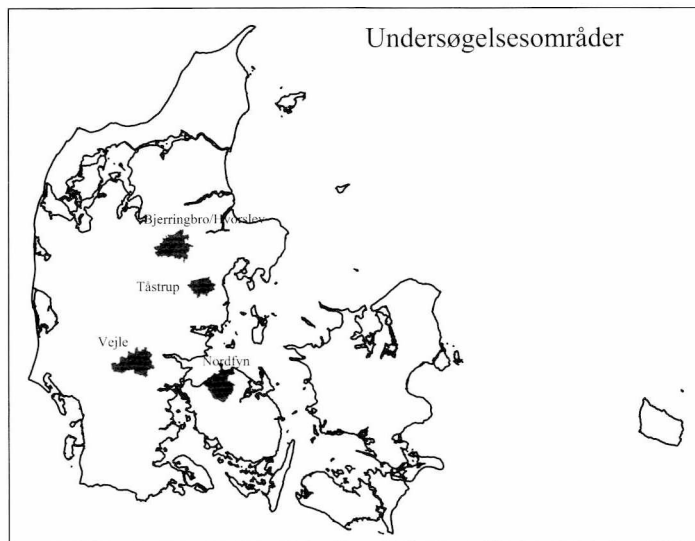 Undersøgelsesområder
Bjerringbro/Hvorslev
Tåstrup
Vejle
Nordfyn